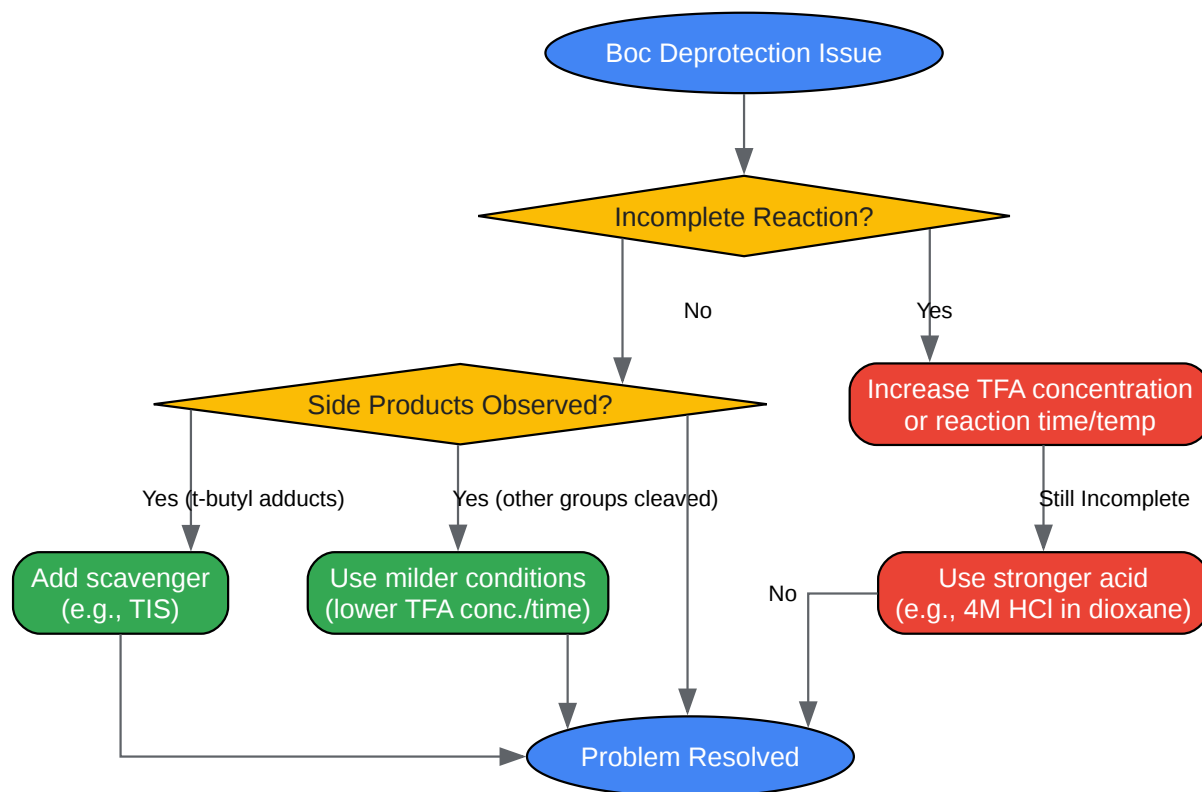 Boc Deprotection Issue
Incomplete Reaction?
No
Yes
Side Products Observed?
Increase TFA concentration
or reaction time/temp
Yes (t-butyl adducts)
Yes (other groups cleaved)
Still Incomplete
Add scavenger
(e.g., TIS)
Use milder conditions
(lower TFA conc./time)
No
Use stronger acid
(e.g., 4M HCl in dioxane)
Problem Resolved